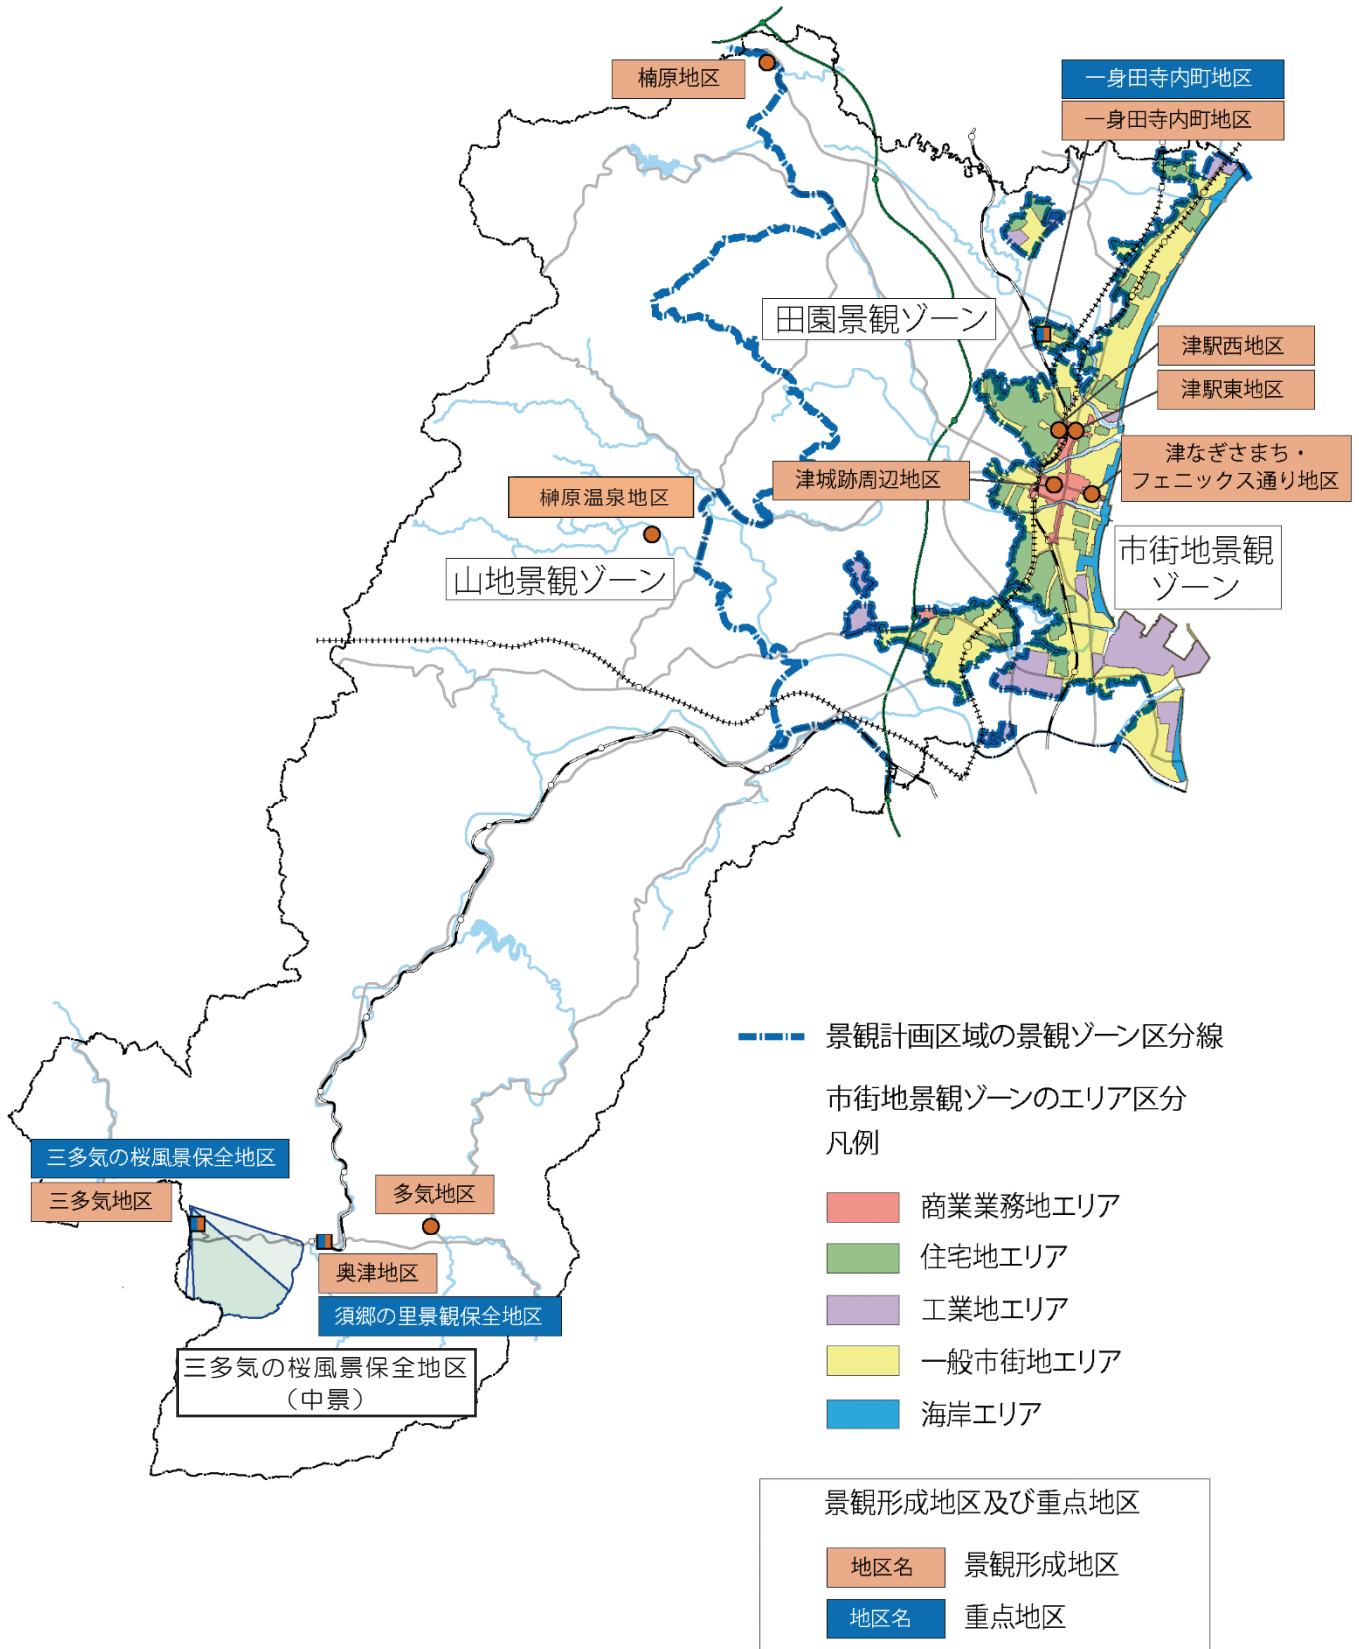 楠原地区
一身田寺内町地区
一身田寺内町地区
田園景観ゾーン
津駅西地区
津駅東地区
津なぎさまち・
フェニックス通り地区
津城跡周辺地区
榊原温泉地区
山地景観ゾーン
市街地景観
ゾーン
景観計画区域の景観ゾーン区分線
市街地景観ゾーンのエリア区分
凡例
三多気の桜風景保全地区
三多気地区
多気地区
奥津地区
須郷の里景観保全地区
三多気の桜風景保全地区
（中景）
商業業務地エリア
住宅地エリア
工業地エリア
一般市街地エリア
海岸エリア
景観形成地区及び重点地区
地区名 景観形成地区
地区名 重点地区